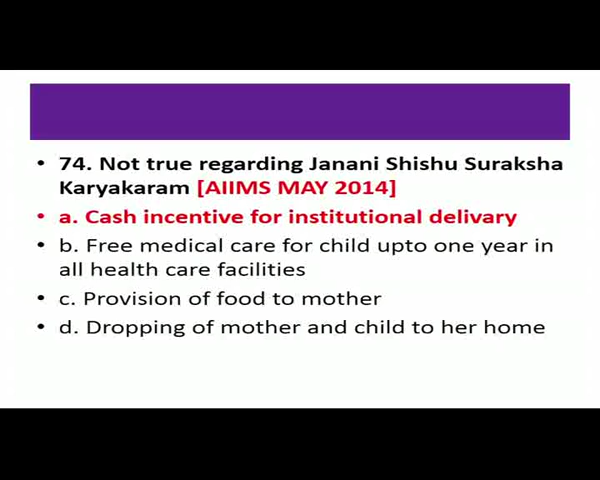 • 74. Not true regarding Janani Shishu Suraksha
Karyakaram [AIIMS MAY 2014]
• a. Cash incentive for institutional delivary
• b. Free medical care for child upto one year in
all health care facilities
• c. Provision of food to mother
• d. Dropping of mother and child to her home